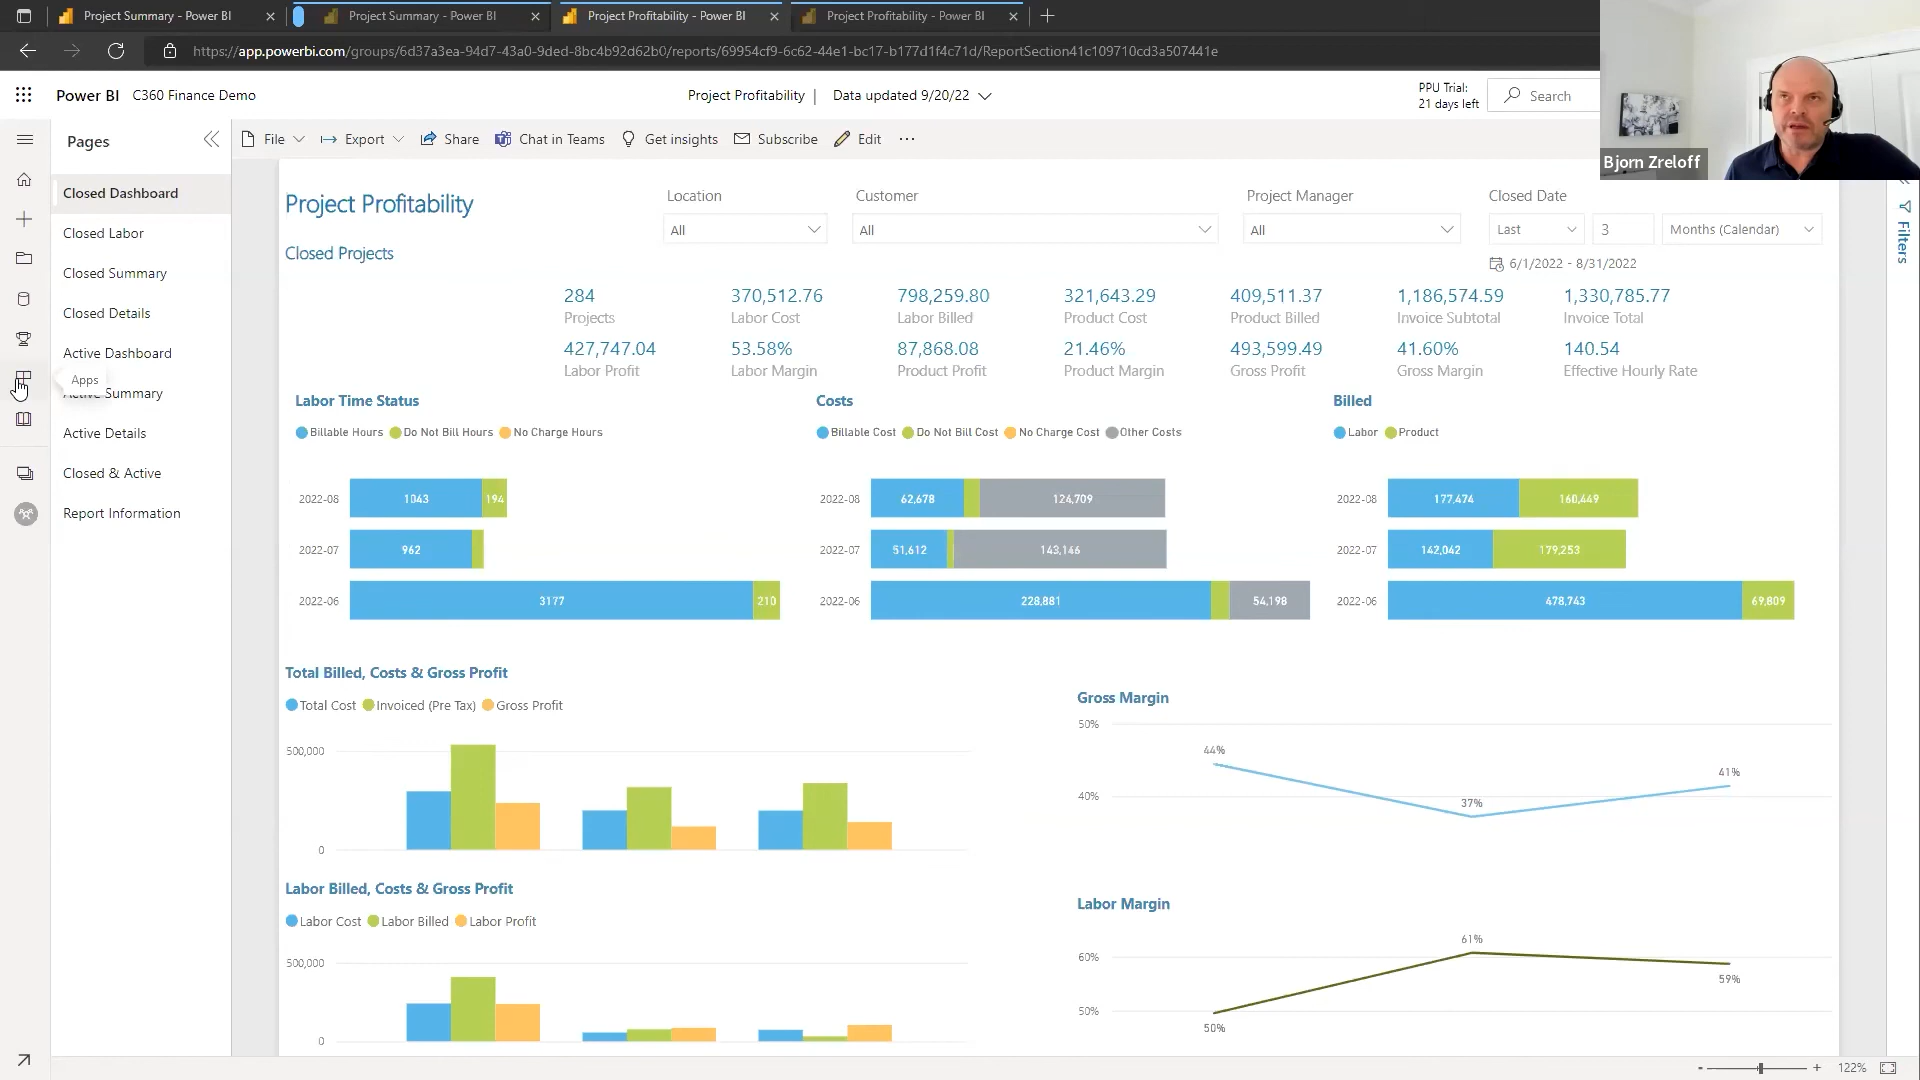 Project Summary - Power BI
Project Summary - Power BI
Project Profitability - Power BI
Project Profitability - Power BI
https://app.powerbi.com/groups/6d37a3ea-94d7-43a0-9ded-8bc4b92d62b0/reports/69954cf9-6c62-44e1-bc17-b177d1f4c71d/ReportSection41c109710cd3a507441e
Power BI C360 Finance Demo
Project Profitability | Data updated 9/20/22
PPU Trial:
21 days left
Search
Bjorn Zreloff
Pages
File Export Share Chat in Teams Get insights Subscribe Edit ...
Closed Dashboard
Closed Labor
Closed Summary
Closed Details
Active Dashboard
Apps
Active Summary
Active Details
Closed & Active
Report Information
Filters
Project Profitability
Closed Projects
Location Customer Project Manager Closed Date
All All All Last 3 Months (Calendar)
6/1/2022 - 8/31/2022
284 370,512.76 798,259.80 321,643.29 409,511.37 1,186,574.59 1,330,785.77
Projects Labor Cost Labor Billed Product Cost Product Billed Invoice Subtotal Invoice Total
427,747.04 53.58% 87,868.08 21.46% 493,599.49 41.60% 140.54
Labor Profit Labor Margin Product Profit Product Margin Gross Profit Gross Margin Effective Hourly Rate
Labor Time Status
Billable Hours Do Not Bill Hours No Charge Hours
2022-08 1043 194
2022-07 962
2022-06 3177 210
Costs
Billable Cost Do Not Bill Cost No Charge Cost Other Costs
2022-08 62,678 124,709
2022-07 51,612 143,146
2022-06 228,881 54,198
Billed
Labor Product
2022-08 177,474 160,449
2022-07 142,042 179,253
2022-06 478,743 69,809
Total Billed, Costs & Gross Profit
Total Cost Invoiced (Pre Tax) Gross Profit
500,000
0
Gross Margin
50%
44%
41%
40%
37%
Labor Billed, Costs & Gross Profit
Labor Cost Labor Billed Labor Profit
500,000
0
Labor Margin
61%
60%
59%
50%
50%
122%